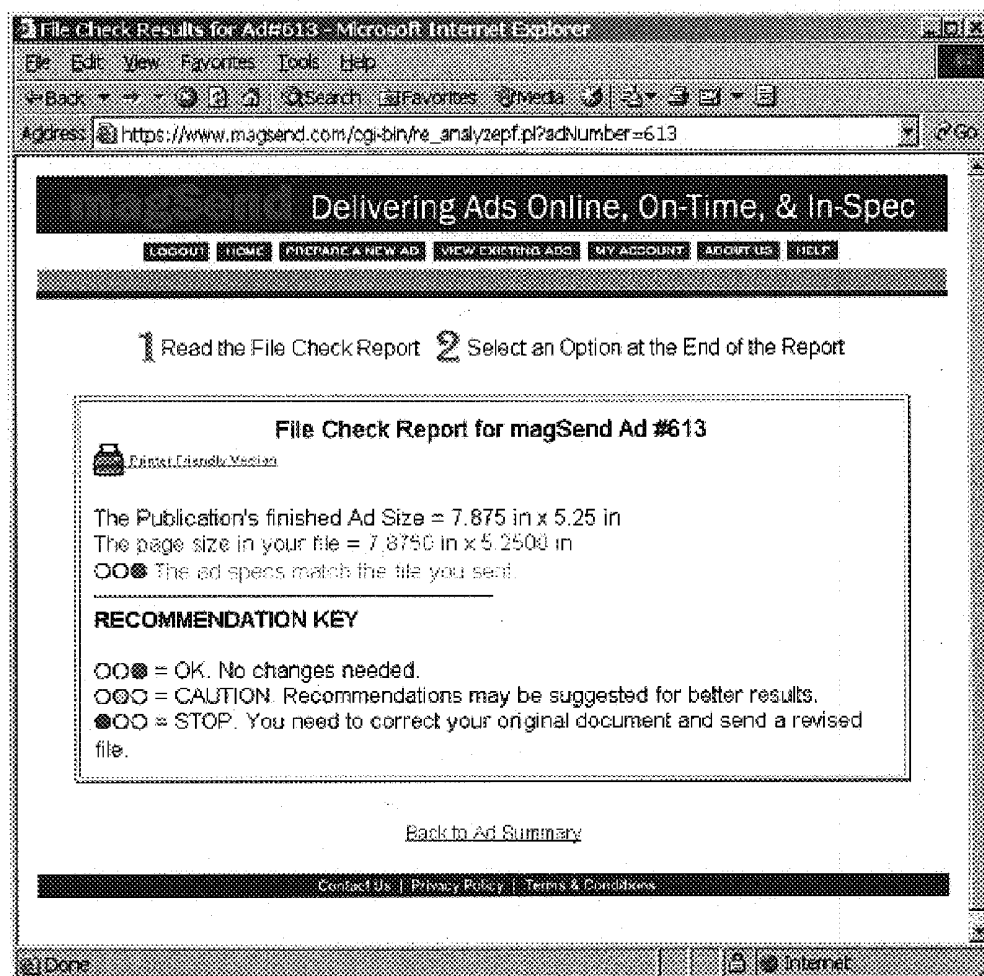 File Check Results for Ad#613 - Microsoft Internet Explorer
File Edit View Favorites Tools Help
Back Search Favorites Media
Address https://www.magsend.com/cgi-bin/re_analyzepf.pl?adNumber=613 Go
magSend Delivering Ads Online, On-Time, & In-Spec
LOGOUT HOME PREPARE A NEW AD VIEW EXISTING ADS MY ACCOUNT ABOUT US HELP
1 Read the File Check Report 2 Select an Option at the End of the Report
File Check Report for magSend Ad #613
Printer Friendly Version
The Publication's finished Ad Size = 7.875 in x 5.25 in
The page size in your file = 7.8750 in x 5.2500 in
The ad specs match the file you sent.
RECOMMENDATION KEY
= OK. No changes needed.
= CAUTION. Recommendations may be suggested for better results.
= STOP. You need to correct your original document and send a revised
file.
Back to Ad Summary
Contact Us | Privacy Policy | Terms & Conditions
Done Internet